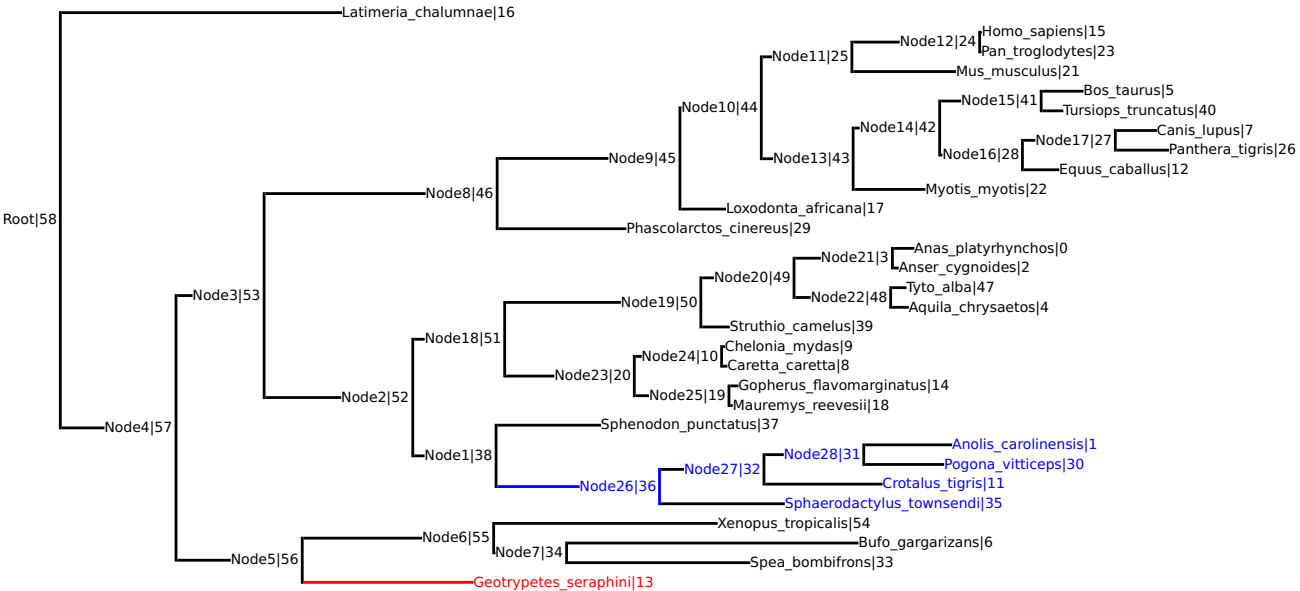 Latimeria_chalumnae|16
Homo_sapiens|15
Node12|24
Pan_troglodytes|23
Node11|25
Mus_musculus|21
Bos_taurus|5
Node15|41
Node10|44
Tursiops_truncatus|40
Node14|42
Canis_lupus|7
Node17|27
Panthera_tigris|26
Node16|28
Node9|45
Node13|43
Equus_caballus|12
Myotis_myotis|22
Node8|46
Loxodonta_africana|17
Root|58
Phascolarctos_cinereus|29
Anas_platyrhynchos|0
Node21|3
Anser_cygnoides|2
Node20|49
Tyto_alba|47
Node3|53
Node22|48
Node19|50
Aquila_chrysaetos|4
Struthio_camelus|39
Node18|51
Chelonia_mydas|9
Node24|10
Caretta_caretta|8
Node23|20
Gopherus_flavomarginatus|14
Node25|19
Node2|52
Mauremys_reevesii|18
Sphenodon_punctatus|37
Node4|57
Anolis_carolinensis|1
Node28|31
Node1|38
Pogona_vitticeps|30
Node27|32
Crotalus_tigris|11
Node26|36
Sphaerodactylus_townsendi|35
Xenopus_tropicalis|54
Node6|55
Bufo_gargarizans|6
Node7|34
Node5|56
Spea_bombifrons|33
Geotrypetes_seraphini|13